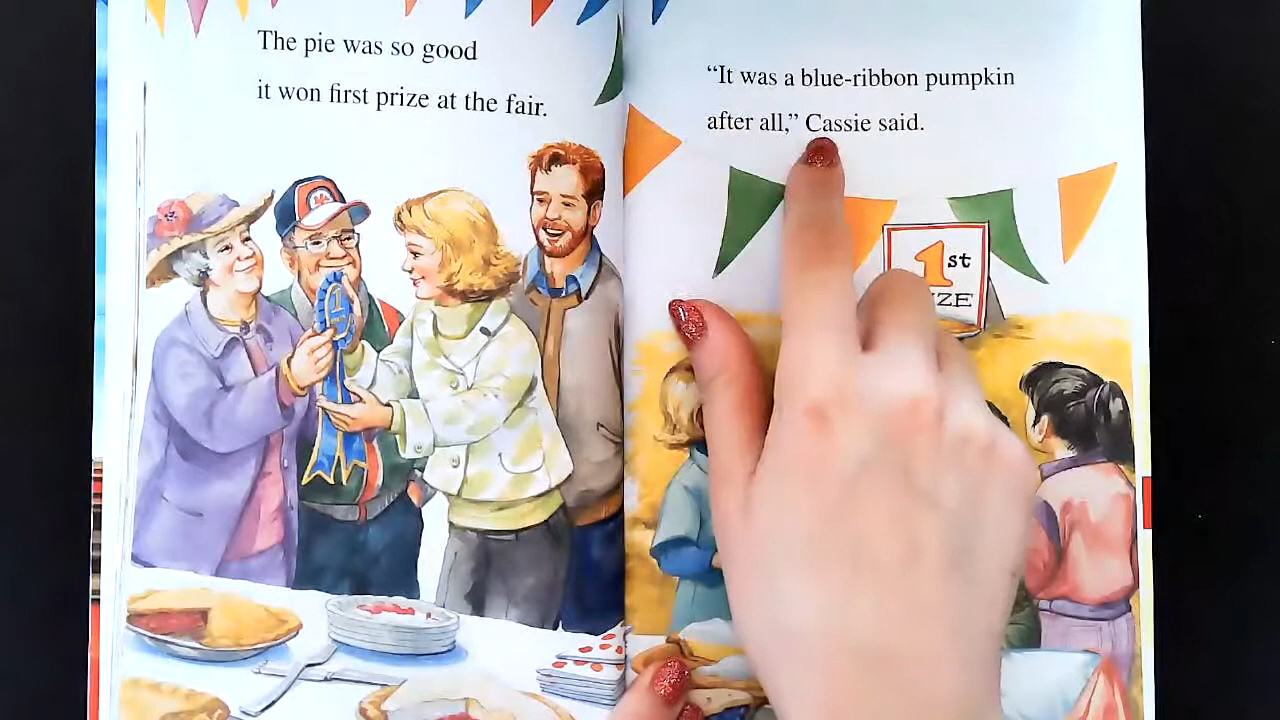 The pie was so good
it won first prize at the fair.
“It was a blue-ribbon pumpkin
after all,” Cassie said.
1st